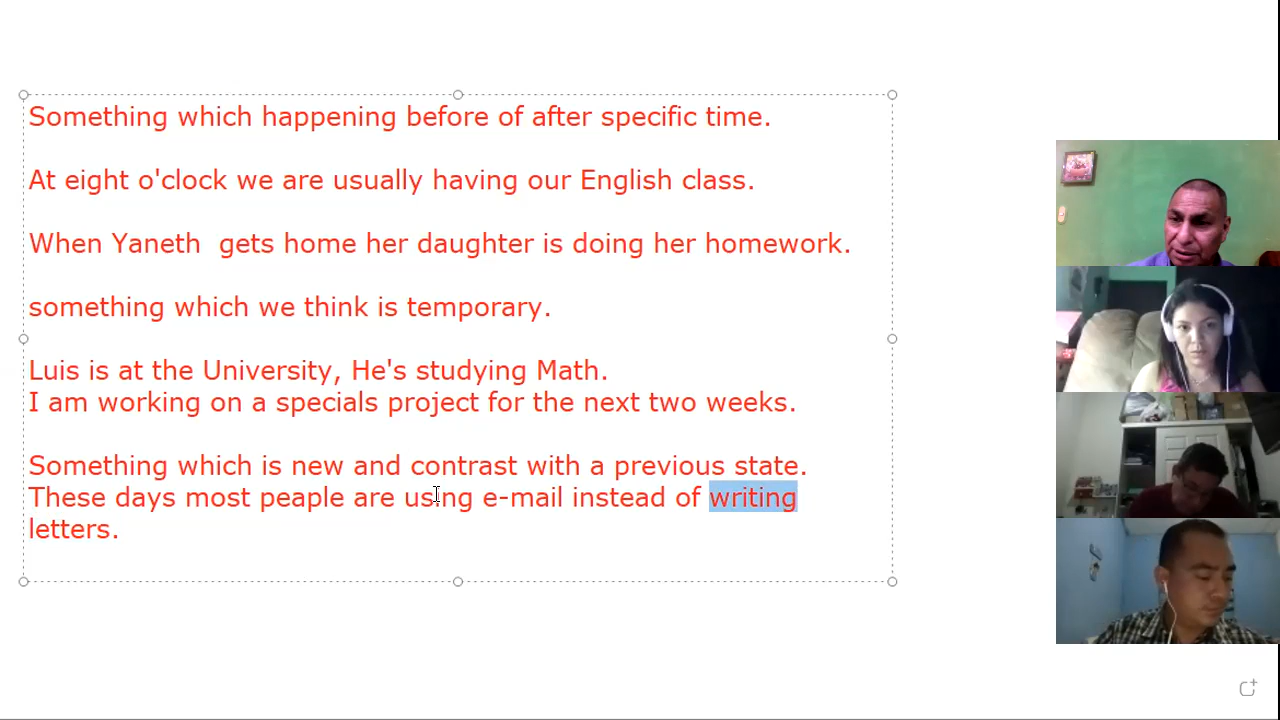 Something which happening before of after specific time.
At eight o'clock we are usually having our English class.
When Yaneth  gets home her daughter is doing her homework.
something which we think is temporary.
Luis is at the University, He's studying Math.
I am working on a specials project for the next two weeks.
Something which is new and contrast with a previous state.
These days most peaple are using e-mail instead of writing
letters.